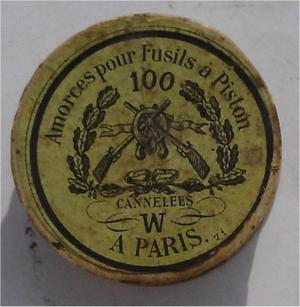 Amorces pour Fusils à Piston
100
CANNELÉES
W
A PARIS.